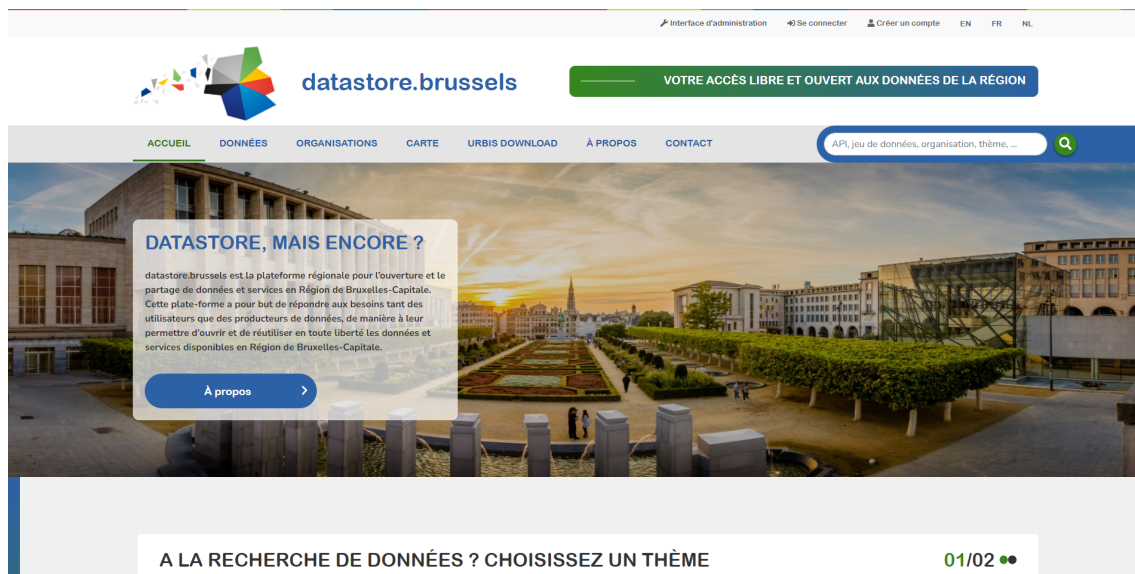 Interface d'administration Se connecter Créer un compte EN FR NL
datastore.brussels
VOTRE ACCÈS LIBRE ET OUVERT AUX DONNÉES DE LA RÉGION
ACCUEIL DONNÉES ORGANISATIONS CARTE URBIS DOWNLOAD À PROPOS CONTACT
API, jeu de données, organisation, thème, ...
DATASTORE, MAIS ENCORE ?
datastore.brussels est la plateforme régionale pour l'ouverture et le
partage de données et services en Région de Bruxelles-Capitale.
Cette plate-forme a pour but de répondre aux besoins tant des
utilisateurs que des producteurs de données, de manière à leur
permettre d'ouvrir et de réutiliser en toute liberté les données et
services disponibles en Région de Bruxelles-Capitale.
À propos
A LA RECHERCHE DE DONNÉES ? CHOISISSEZ UN THÈME
01/02